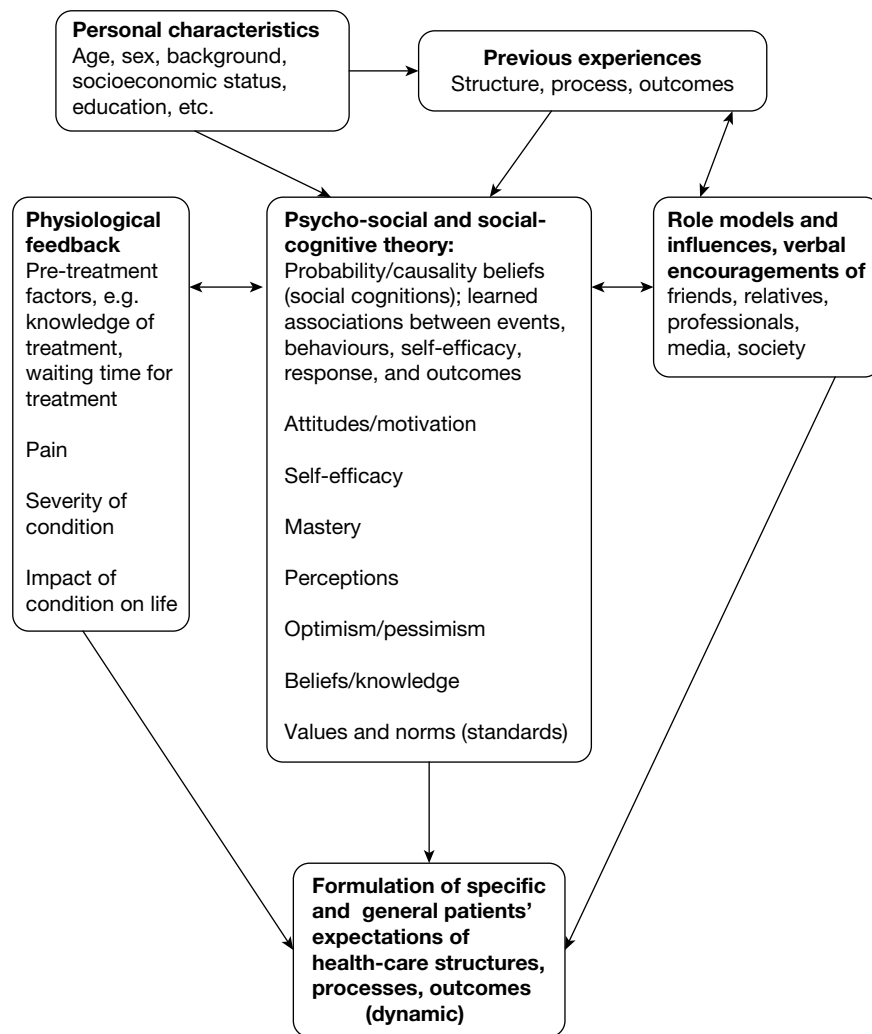 Personal characteristics
Age, sex, background,
socioeconomic status,
education, etc.
Previous experiences
Structure, process, outcomes
Physiological
feedback
Pre-treatment
factors, e.g.
knowledge of
treatment,
waiting time for
treatment
Pain
Severity of
condition
Impact of
condition on life
Psycho-social and social-
cognitive theory:
Probability/causality beliefs
(social cognitions); learned
associations between events,
behaviours, self-efficacy,
response, and outcomes
Attitudes/motivation
Self-efficacy
Mastery
Perceptions
Optimism/pessimism
Beliefs/knowledge
Values and norms (standards)
Role models and
influences, verbal
encouragements of
friends, relatives,
professionals,
media, society
Formulation of specific
and general patients’
expectations of
health-care structures,
processes, outcomes
(dynamic)